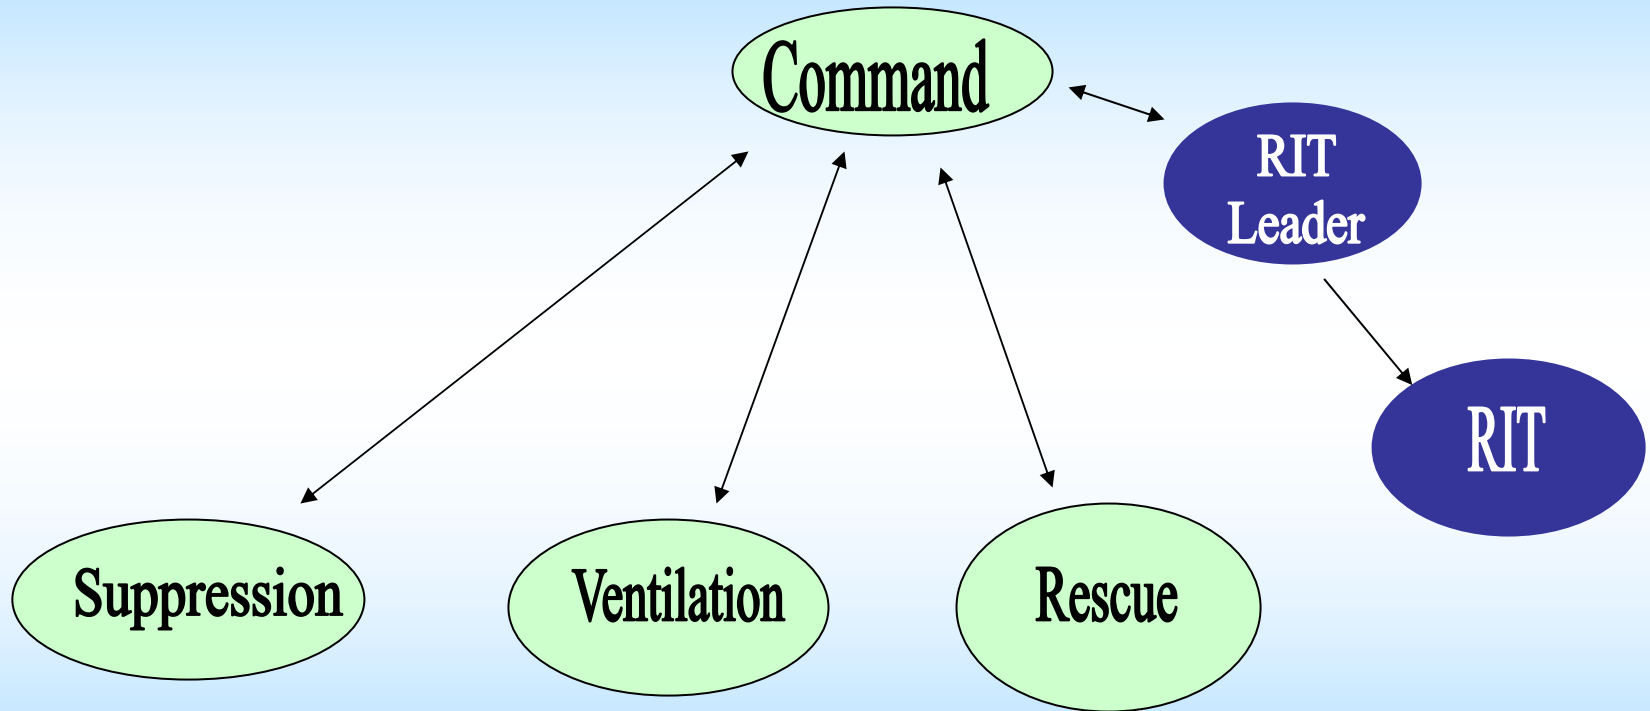 Command
RIT
Leader
RIT
Suppression
Ventilation
Rescue